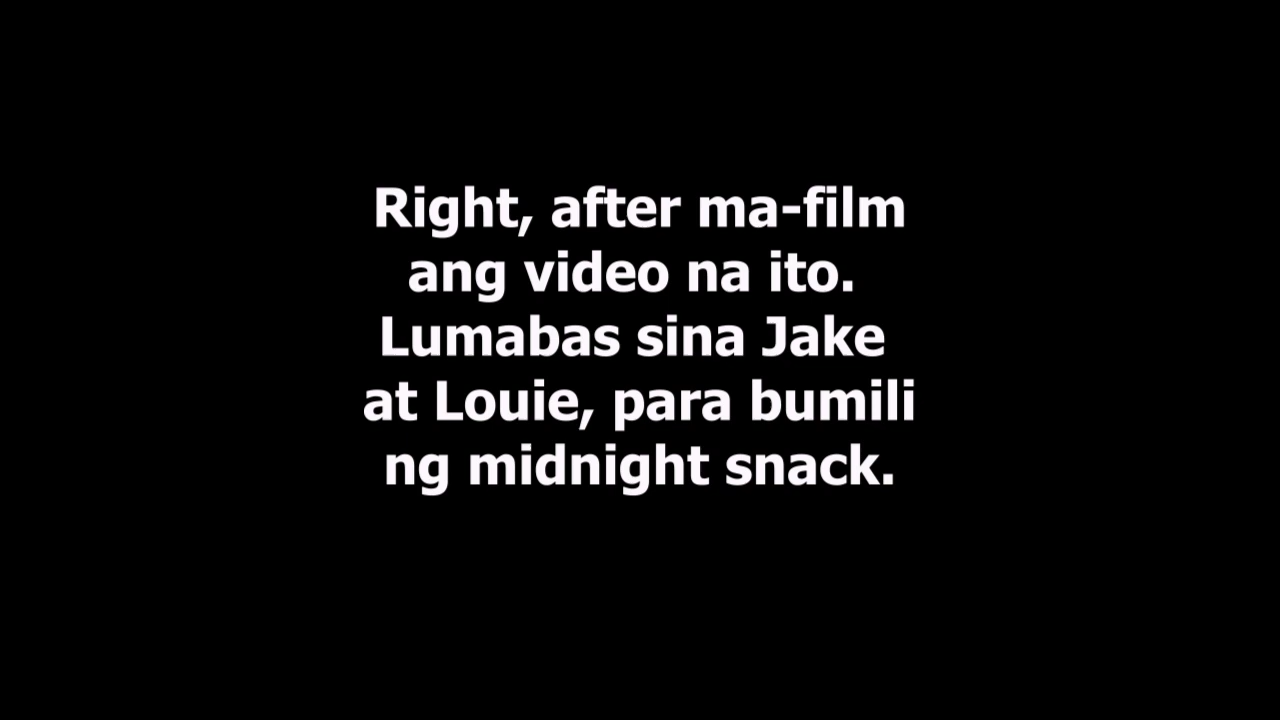 Right, after ma-film
ang video na ito.
Lumabas sina Jake
at Louie, para bumili
ng midnight snack.